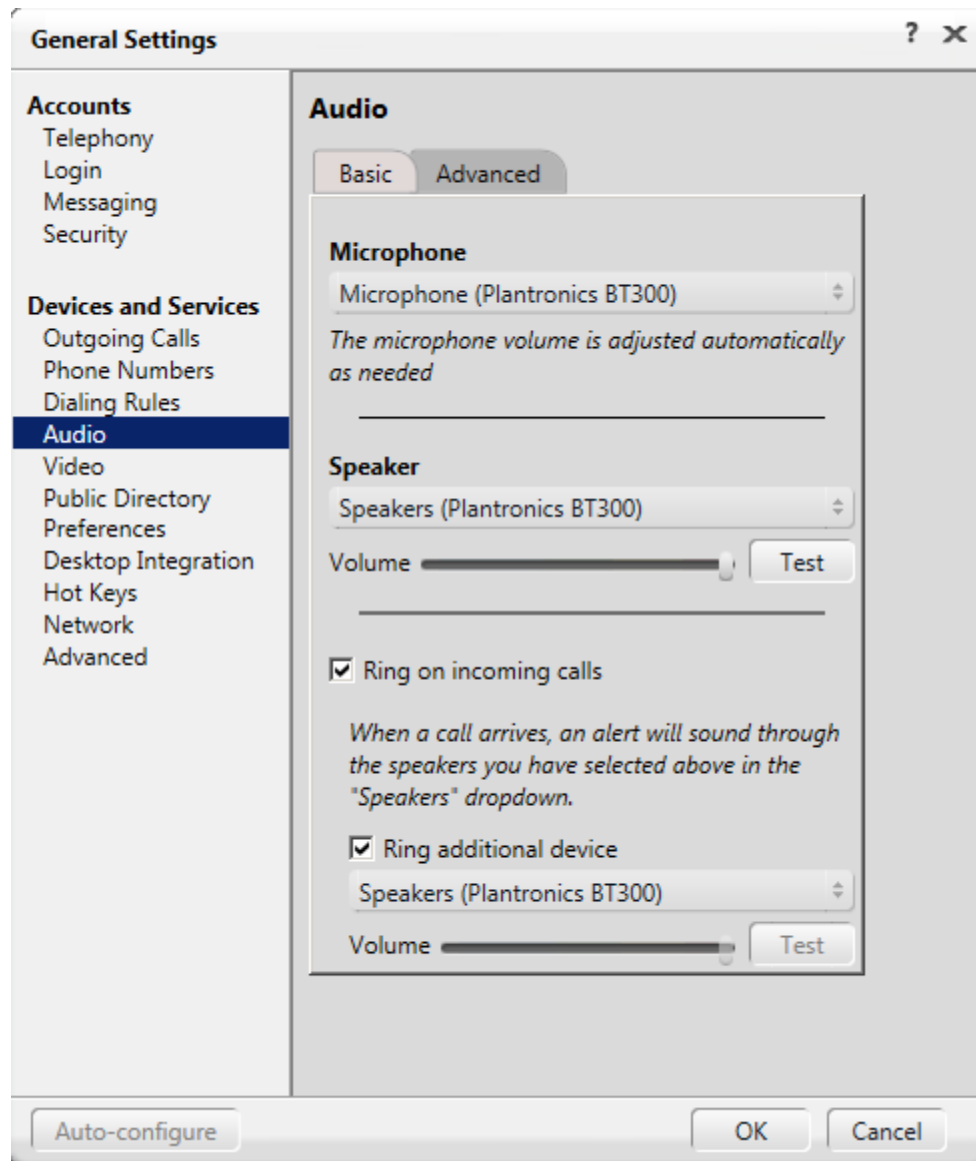 General Settings
?
Accounts
Telephony
Login
Messaging
Security
Devices and Services
Outgoing Calls
Phone Numbers
Dialing Rules
Audio
Video
Public Directory
Preferences
Desktop Integration
Hot Keys
Network
Advanced
Audio
Basic Advanced
Microphone
Microphone (Plantronics BT300)
The microphone volume is adjusted automatically
as needed
Speaker
Speakers (Plantronics BT300)
Volume Test
Ring on incoming calls
When a call arrives, an alert will sound through
the speakers you have selected above in the
"Speakers" dropdown.
Ring additional device
Speakers (Plantronics BT300)
Volume Test
Auto-configure OK Cancel